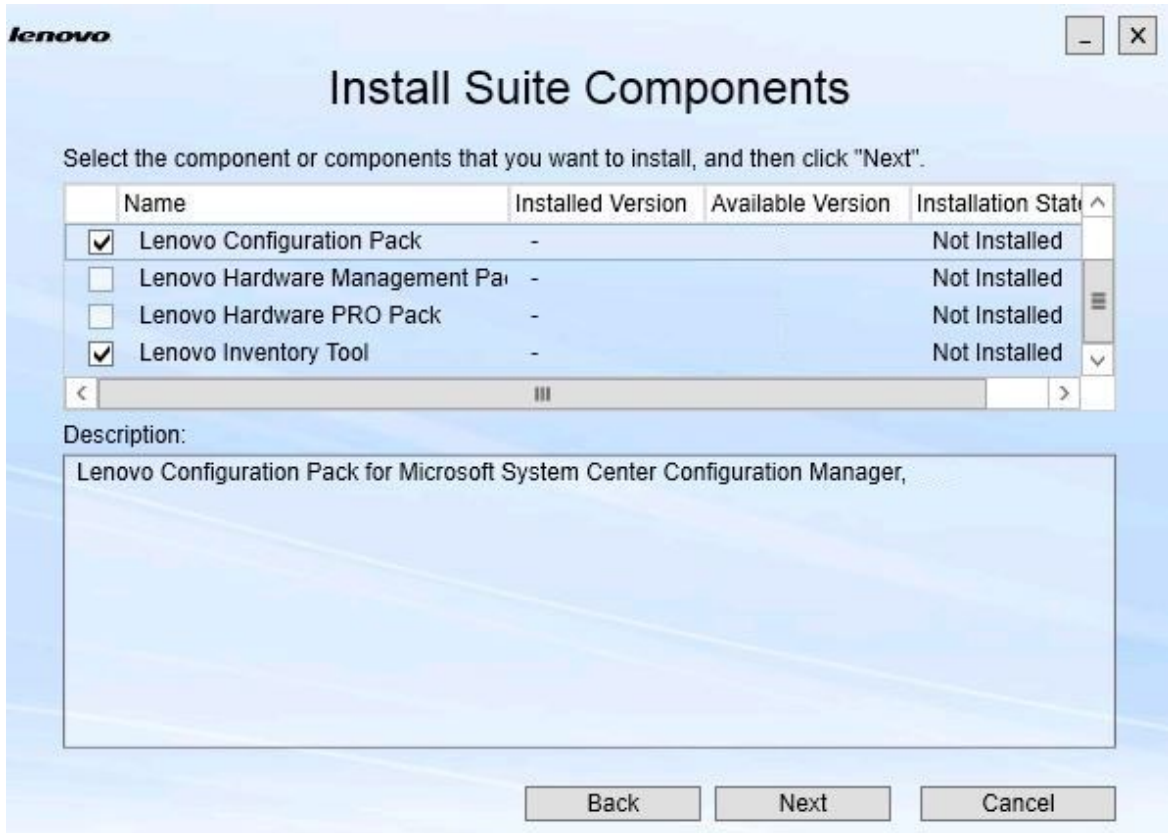 lenovo
Install Suite Components
Select the component or components that you want to install, and then click "Next".
Name Installed Version Available Version Installation State
Lenovo Configuration Pack - Not Installed
Lenovo Hardware Management Pa - Not Installed
Lenovo Hardware PRO Pack - Not Installed
Lenovo Inventory Tool - Not Installed
Description:
Lenovo Configuration Pack for Microsoft System Center Configuration Manager,
Back Next Cancel